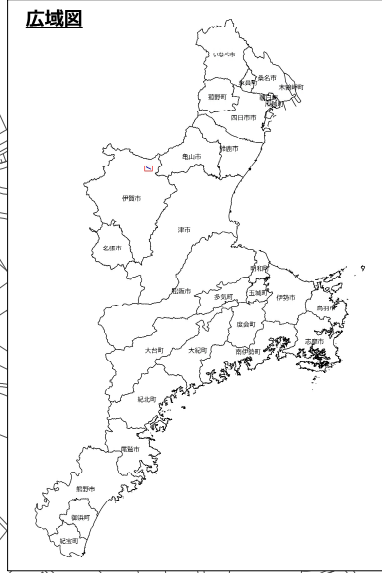 広域図
いなべ市
桑名市
東員町
木曽岬町
菰野町
朝日町
川越町
四日市市
鈴鹿市
亀山市
伊賀市
津市
名張市
明和町
松阪市
多気町
玉城町
伊勢市
鳥羽市
度会町
志摩市
大台町
大紀町
南伊勢町
紀北町
尾鷲市
熊野市
御浜町
紀宝町